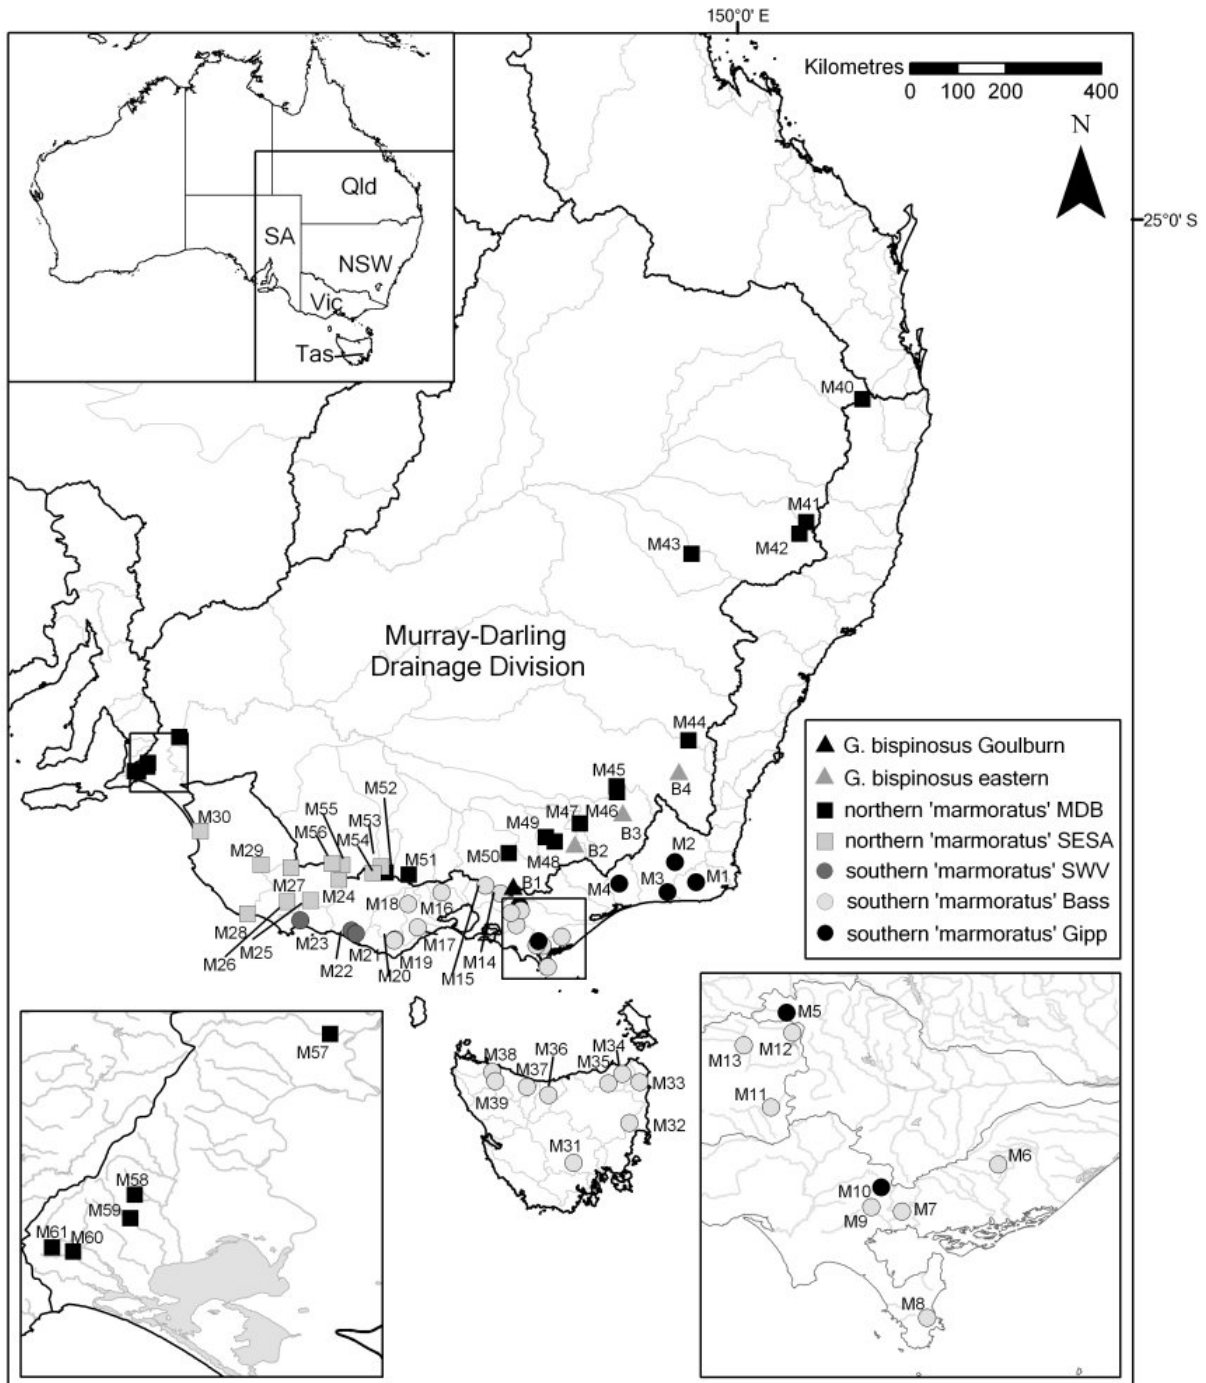 150°0' E
Kilometres
0 100 200 400
N
25°0' S
Qld
SA
NSW
Vic
Tas
M40
M41
M42
M43
Murray-Darling
Drainage Division
M44
B4
M45
M46
M47
B3
M49
M48
B2
M50
B1
M52
M55
M53
M56
M54
M51
M30
M29
M27
M24
M18
M16
M28
M25
M26
M23
M22
M21
M20
M19
M17
M15
M14
M2
M4
M3
M1
G. bispinosus Goulburn
G. bispinosus eastern
northern 'marmoratus' MDB
northern 'marmoratus' SESA
southern 'marmoratus' SWV
southern 'marmoratus' Bass
southern 'marmoratus' Gipp
M38
M37
M36
M35
M34
M33
M39
M32
M31
M57
M58
M59
M61
M60
M5
M12
M13
M11
M6
M10
M9
M7
M8